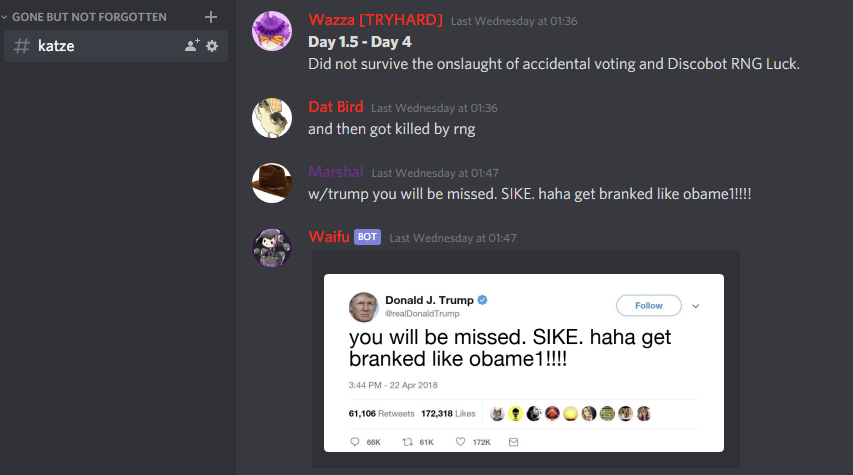 GONE BUT NOT FORGOTTEN
# katze
Wazza [TRYHARD] Last Wednesday at 01:36
Day 1.5 - Day 4
Did not survive the onslaught of accidental voting and Discobot RNG Luck.
Dat Bird Last Wednesday at 01:36
and then got killed by rng
Marshal Last Wednesday at 01:47
w/trump you will be missed. SIKE. haha get branked like obame1!!!!
Waifu BOT Last Wednesday at 01:47
Donald J. Trump
@realDonaldTrump
Follow
you will be missed. SIKE. haha get
branked like obame1!!!!
3:44 PM - 22 Apr 2018
61,106 Retweets 172,318 Likes
66K 61K 172K